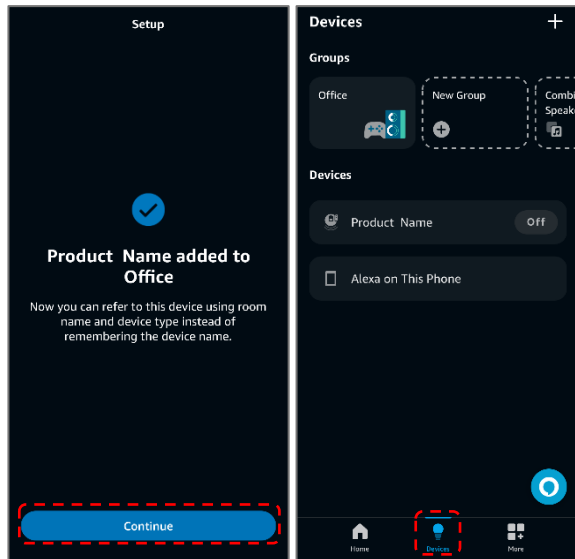 Setup
Product Name added to
Office
Now you can refer to this device using room
name and device type instead of
remembering the device name.
Continue
Devices
Groups
Office
New Group
Combi
Speak
Devices
Product Name
Off
Alexa on This Phone
Home
Devices
More